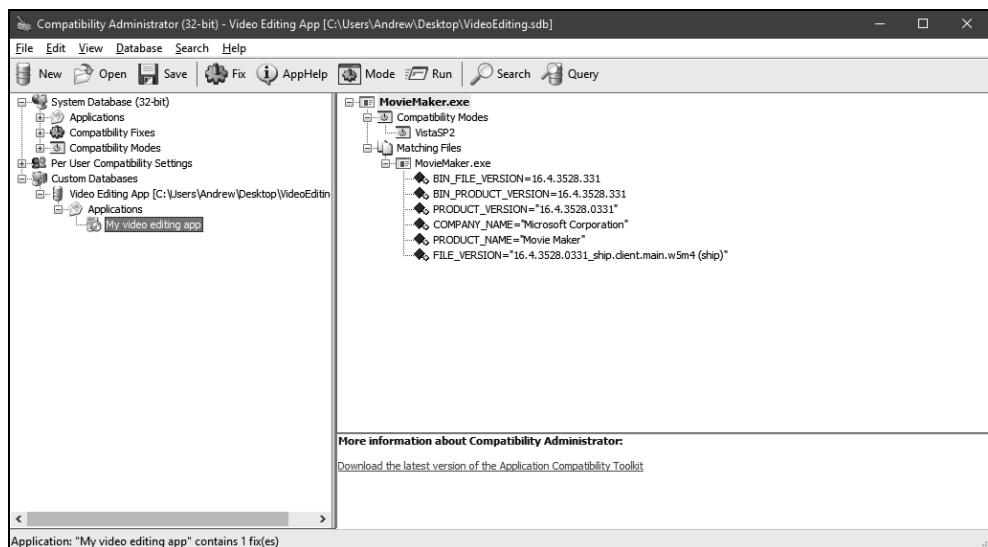 Compatibility Administrator (32-bit) - Video Editing App [C:\Users\Andrew\Desktop\VideoEditing.sdb]
File Edit View Database Search Help
New Open Save Fix AppHelp Mode Run Search Query
System Database (32-bit)
Applications
Compatibility Fixes
Compatibility Modes
Per User Compatibility Settings
Custom Databases
Video Editing App [C:\Users\Andrew\Desktop\VideoEditin
Applications
My video editing app
MovieMaker.exe
Compatibility Modes
VistaSP2
Matching Files
MovieMaker.exe
BIN_FILE_VERSION=16.4.3528.331
BIN_PRODUCT_VERSION=16.4.3528.331
PRODUCT_VERSION="16.4.3528.0331"
COMPANY_NAME="Microsoft Corporation"
PRODUCT_NAME="Movie Maker"
FILE_VERSION="16.4.3528.0331_ship.client.main.w5m4 (ship)"
More information about Compatibility Administrator:
Download the latest version of the Application Compatibility Toolkit
Application: "My video editing app" contains 1 fix(es)